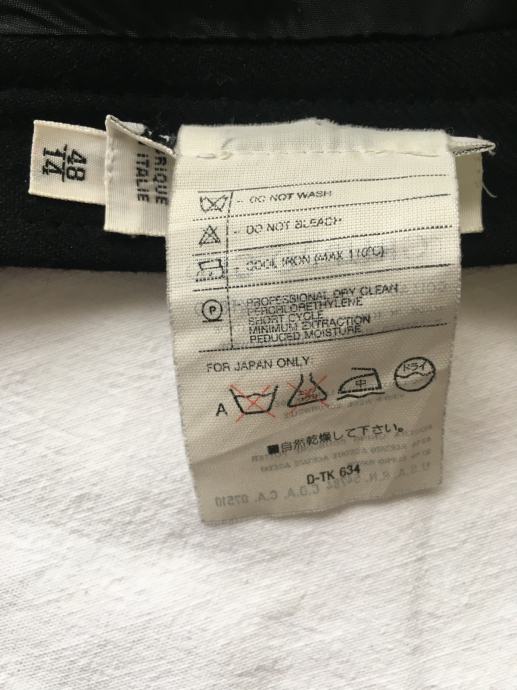 48
14
RIQUE
ITALIE
- DO NOT WASH
- DO NOT BLEACH
- COOL IRON (MAX 110°C)
P
- PROFESSIONAL DRY CLEAN
PERCHLORETHYLENE
SHORT CYCLE
MINIMUM EXTRACTION
REDUCED MOISTURE.
FOR JAPAN ONLY:
A
中
ドライ
■自然乾燥して下さい。
D-TK 634
U.S.A. R.N. 54782 C.D.A. C.A. 07510